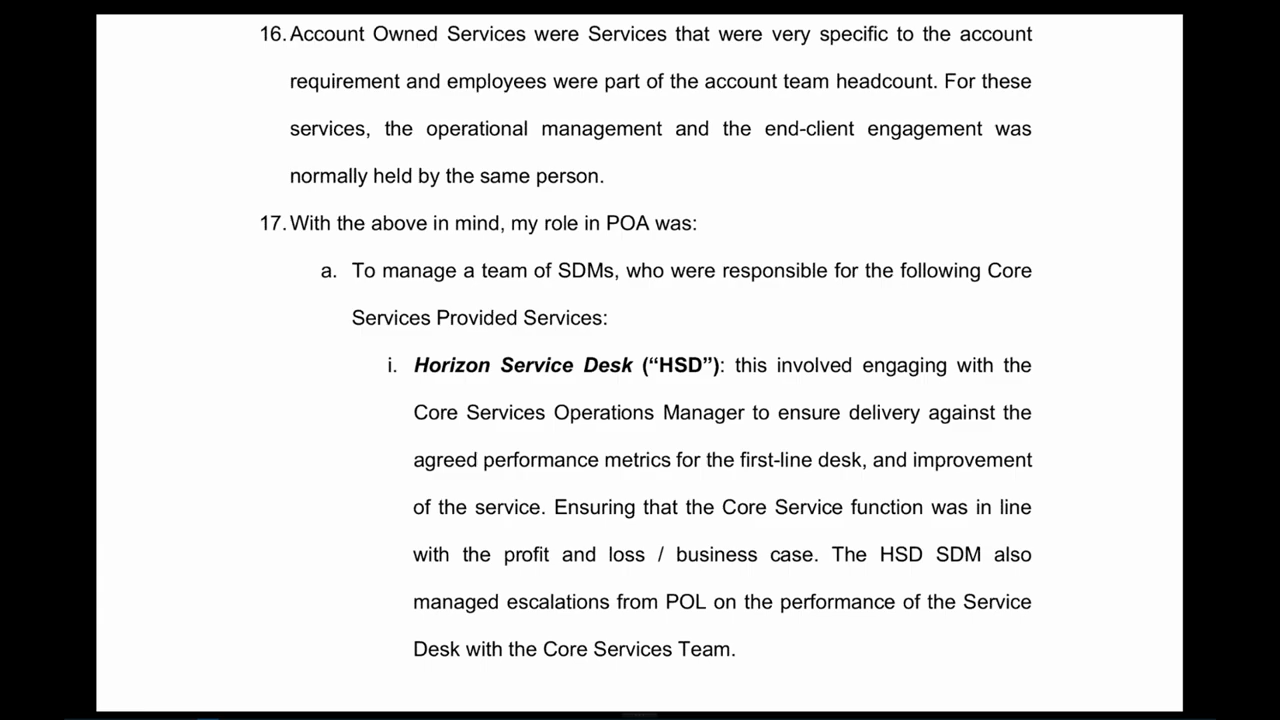 16. Account Owned Services were Services that were very specific to the account
requirement and employees were part of the account team headcount. For these
services, the operational management and the end-client engagement was
normally held by the same person.
17. With the above in mind, my role in POA was:
a. To manage a team of SDMs, who were responsible for the following Core
Services Provided Services:
i. Horizon Service Desk (“HSD”): this involved engaging with the
Core Services Operations Manager to ensure delivery against the
agreed performance metrics for the first-line desk, and improvement
of the service. Ensuring that the Core Service function was in line
with the profit and loss / business case. The HSD SDM also
managed escalations from POL on the performance of the Service
Desk with the Core Services Team.